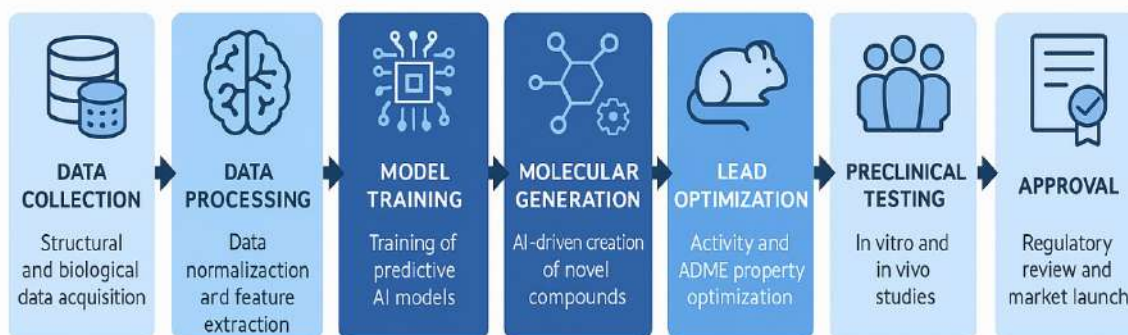 DATA
COLLECTION
Structural
and biological
data acquisition
DATA
PROCESSING
Data
normalizaction
and feature
extraction
MODEL
TRAINING
Training of
predictive
AI models
MOLECULAR
GENERATION
AI-driven creation
of novel
compounds
LEAD
OPTIMIZATION
Activity and
ADME property
optimization
PRECLINICAL
TESTING
In vitro and
in vivo
studies
APPROVAL
Regulatory
review and
market launch